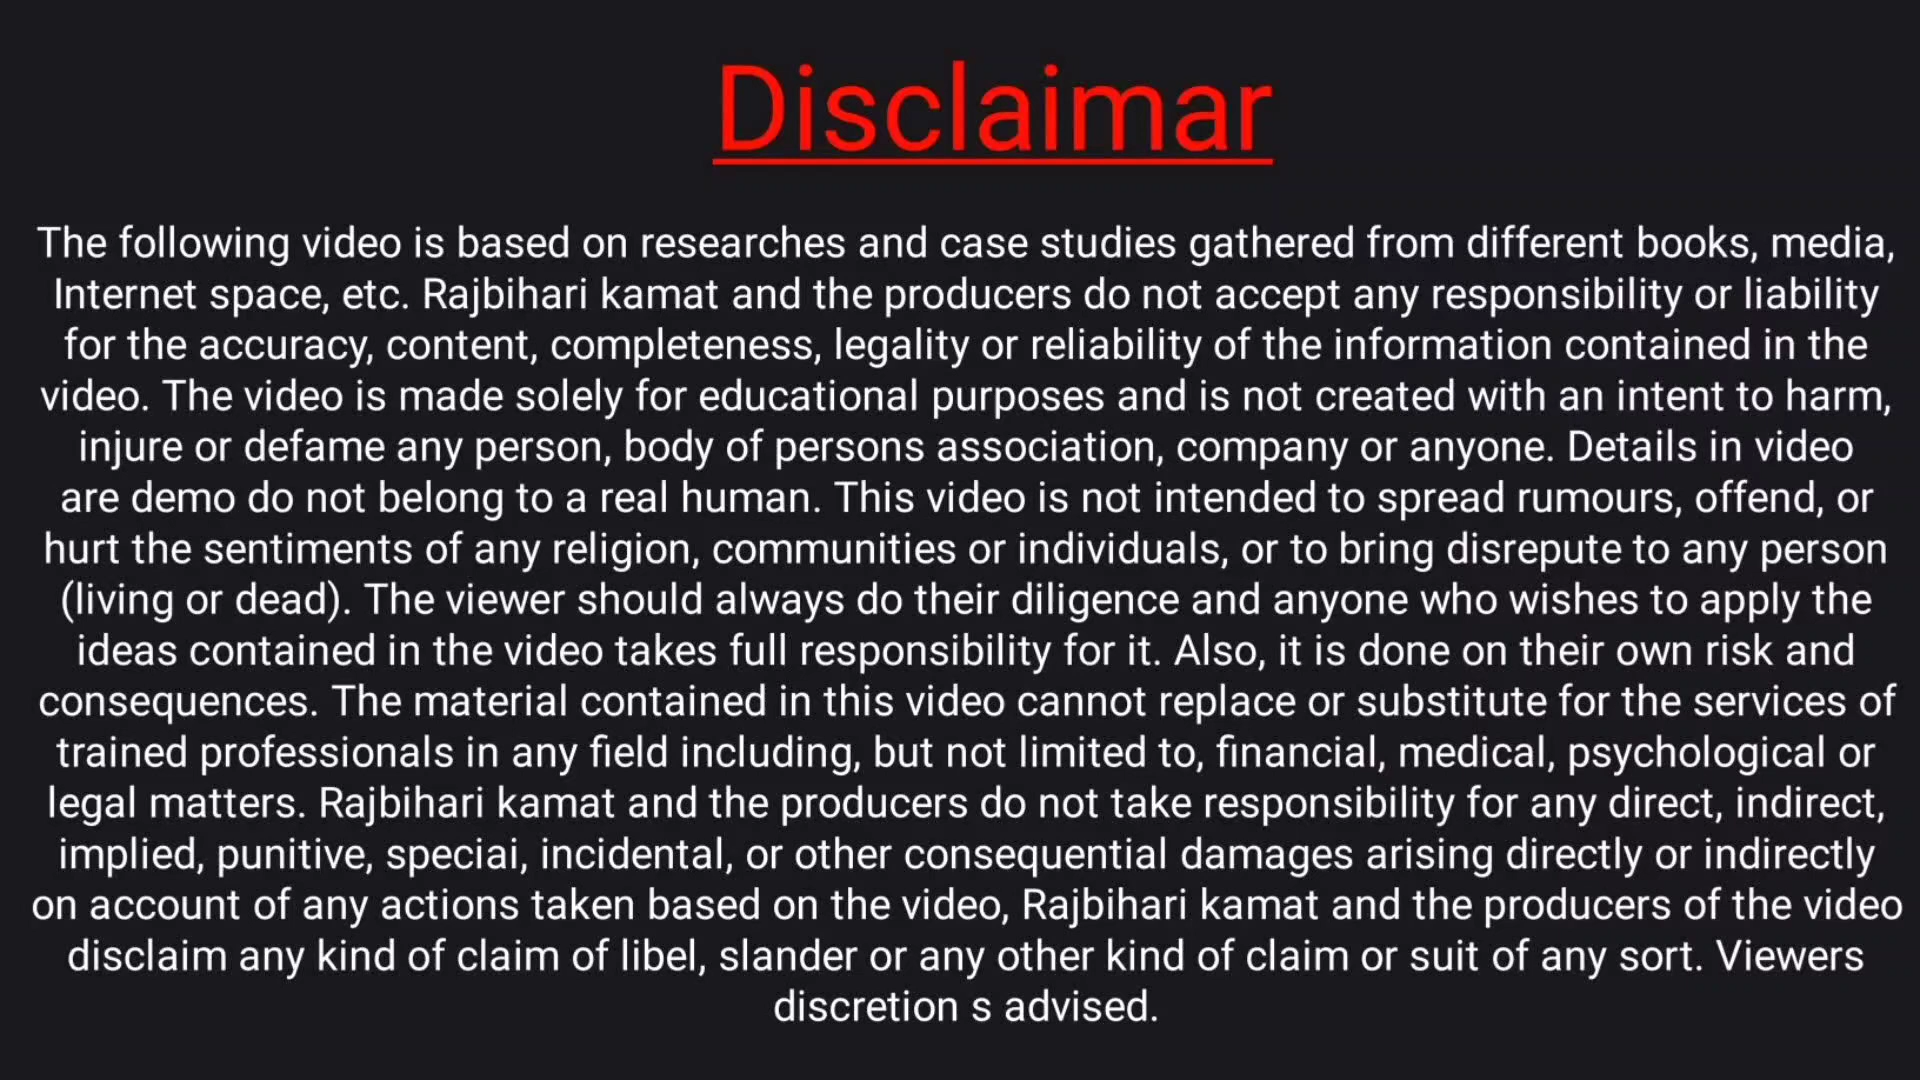 Disclaimar
The following video is based on researches and case studies gathered from different books, media,
Internet space, etc. Rajbihari kamat and the producers do not accept any responsibility or liability
for the accuracy, content, completeness, legality or reliability of the information contained in the
video. The video is made solely for educational purposes and is not created with an intent to harm,
injure or defame any person, body of persons association, company or anyone. Details in video
are demo do not belong to a real human. This video is not intended to spread rumours, offend, or
hurt the sentiments of any religion, communities or individuals, or to bring disrepute to any person
(living or dead). The viewer should always do their diligence and anyone who wishes to apply the
ideas contained in the video takes full responsibility for it. Also, it is done on their own risk and
consequences. The material contained in this video cannot replace or substitute for the services of
trained professionals in any field including, but not limited to, financial, medical, psychological or
legal matters. Rajbihari kamat and the producers do not take responsibility for any direct, indirect,
implied, punitive, speciai, incidental, or other consequential damages arising directly or indirectly
on account of any actions taken based on the video, Rajbihari kamat and the producers of the video
disclaim any kind of claim of libel, slander or any other kind of claim or suit of any sort. Viewers
discretion s advised.